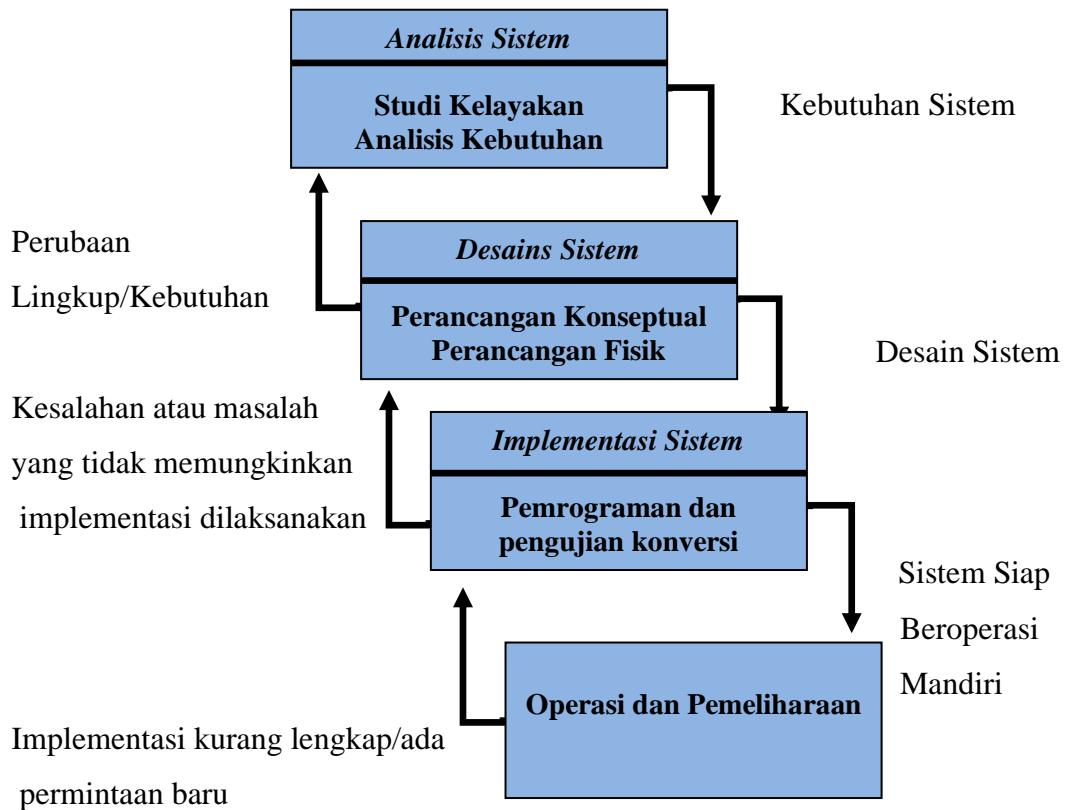 Analisis Sistem
Studi Kelayakan
Analisis Kebutuhan
Kebutuhan Sistem
Perubaan
Lingkup/Kebutuhan
Desains Sistem
Perancangan Konseptual
Perancangan Fisik
Desain Sistem
Kesalahan atau masalah
yang tidak memungkinkan
implementasi dilaksanakan
Implementasi Sistem
Pemrograman dan
pengujian konversi
Sistem Siap
Beroperasi
Mandiri
Operasi dan Pemeliharaan
Implementasi kurang lengkap/ada
permintaan baru